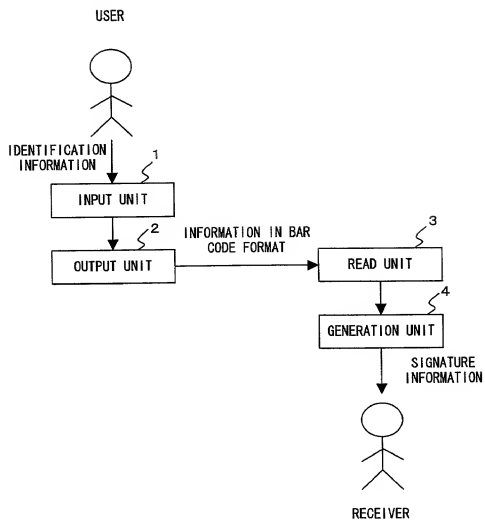 USER
IDENTIFICATION
INFORMATION
1
INPUT UNIT
2
OUTPUT UNIT
INFORMATION IN BAR
CODE FORMAT
3
READ UNIT
4
GENERATION UNIT
SIGNATURE
INFORMATION
RECEIVER